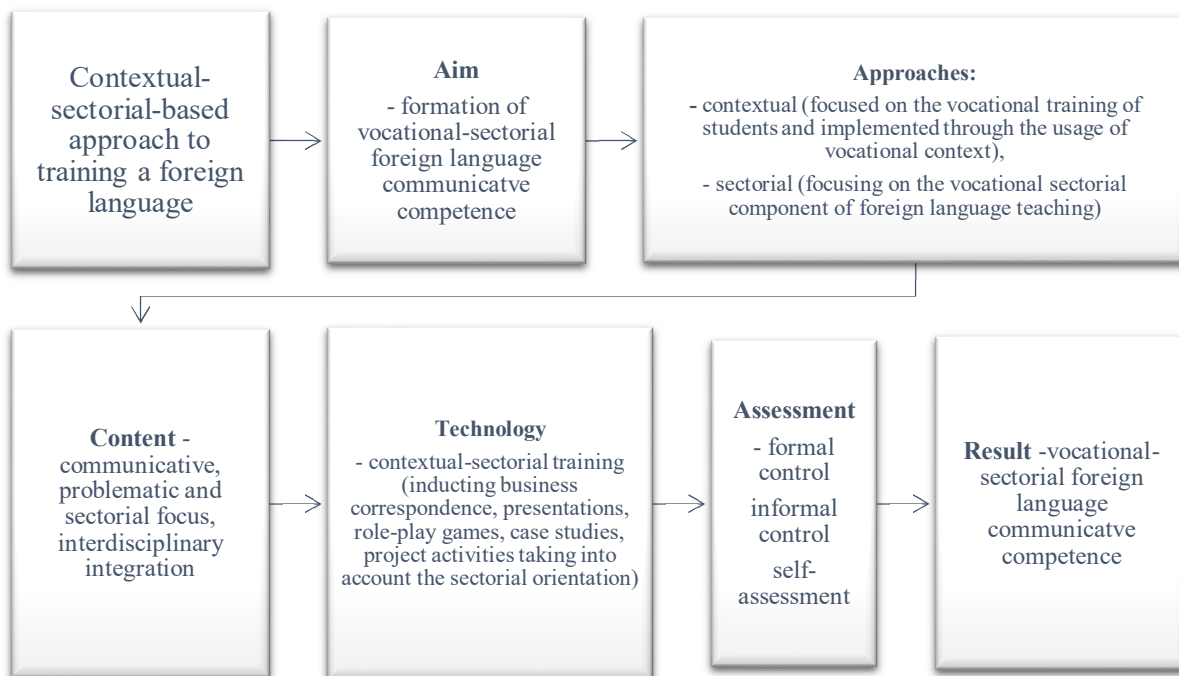 Contextual-
sectorial-based
approach to
training a foreign
language
Aim
- formation of
vocational-sectorial
foreign language
communicatve
competence
Approaches:
- contextual (focused on the vocational training of
students and implemented through the usage of
vocational context),
- sectorial (focusing on the vocational sectorial
component of foreign language teaching)
Content -
communicative,
problematic and
sectorial focus,
interdisciplinary
integration
Technology
- contextual-sectorial training
(inducting business
correspondence, presentations,
role-play games, case studies,
project activities taking into
account the sectorial orientation)
Assessment
- formal
control
informal
control
self-
assessment
Result -vocational-
sectorial foreign
language
communicatve
competence